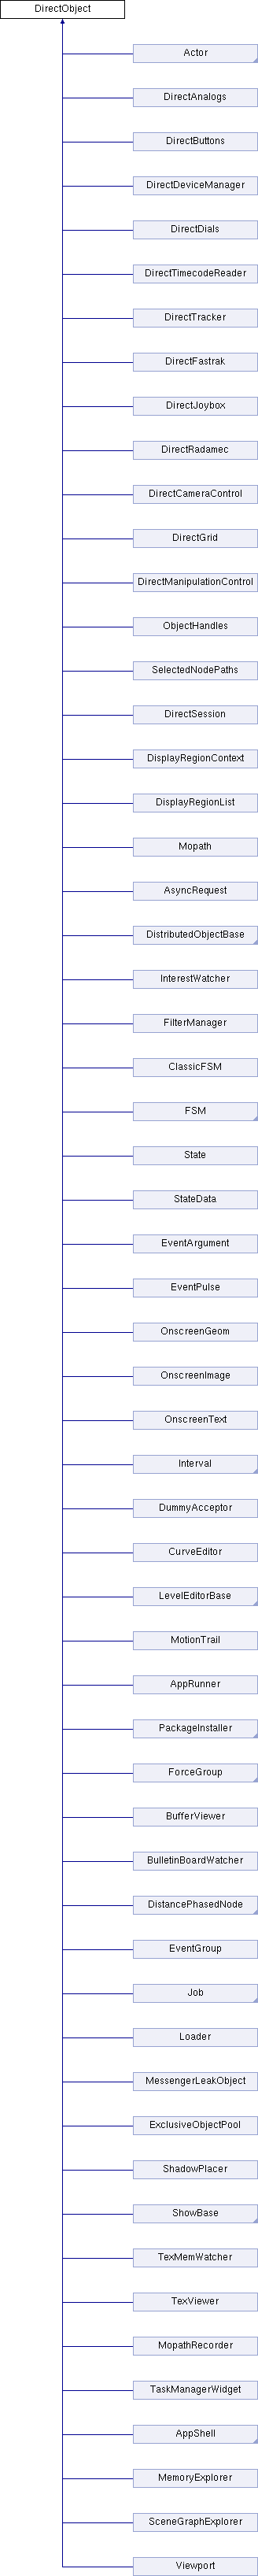 DirectObject
Actor
DirectAnalogs
DirectButtons
DirectDeviceManager
DirectDials
DirectTimecodeReader
DirectTracker
DirectFastrak
DirectJoybox
DirectRadamec
DirectCameraControl
DirectGrid
DirectManipulationControl
ObjectHandles
SelectedNodePaths
DirectSession
DisplayRegionContext
DisplayRegionList
Mopath
AsyncRequest
DistributedObjectBase
InterestWatcher
FilterManager
ClassicFSM
FSM
State
StateData
EventArgument
EventPulse
OnscreenGeom
OnscreenImage
OnscreenText
Interval
DummyAcceptor
CurveEditor
LevelEditorBase
MotionTrail
AppRunner
PackageInstaller
ForceGroup
BufferViewer
BulletinBoardWatcher
DistancePhasedNode
EventGroup
Job
Loader
MessengerLeakObject
ExclusiveObjectPool
ShadowPlacer
ShowBase
TexMemWatcher
TexViewer
MopathRecorder
TaskManagerWidget
AppShell
MemoryExplorer
SceneGraphExplorer
Viewport